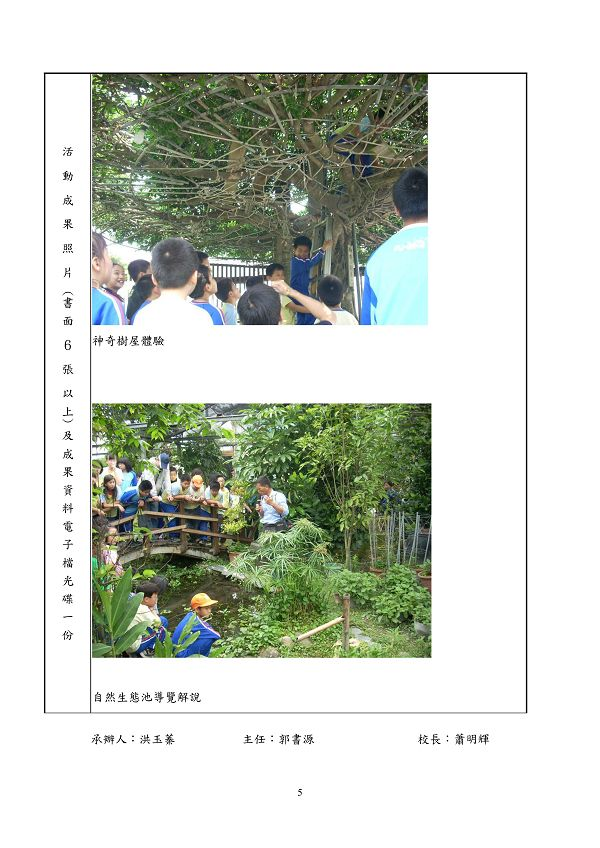 活動成果照片(書面6張以上)及成果資料電子檔光碟一份
神奇樹屋體驗
自然生態池導覽解說
承辦人：洪玉蓁 主任：郭書源 校長：蕭明輝
5